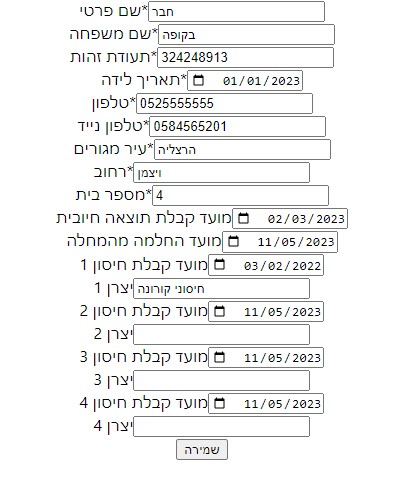 שם פרטי* חבר
שם משפחה* בקופה
תעודת זהות* 324248913
תאריך לידה* 01/01/2023
טלפון* 0525555555
טלפון נייד* 0584565201
עיר מגורים* הרצליה
רחוב* ויצמן
מספר בית* 4
מועד קבלת תוצאה חיובית 02/03/2023
מועד החלמה מהמחלה 11/05/2023
מועד קבלת חיסון 1 03/02/2022
יצרן 1 חיסוני קורונה
מועד קבלת חיסון 2 11/05/2023
יצרן 2
מועד קבלת חיסון 3 11/05/2023
יצרן 3
מועד קבלת חיסון 4 11/05/2023
יצרן 4
שמירה